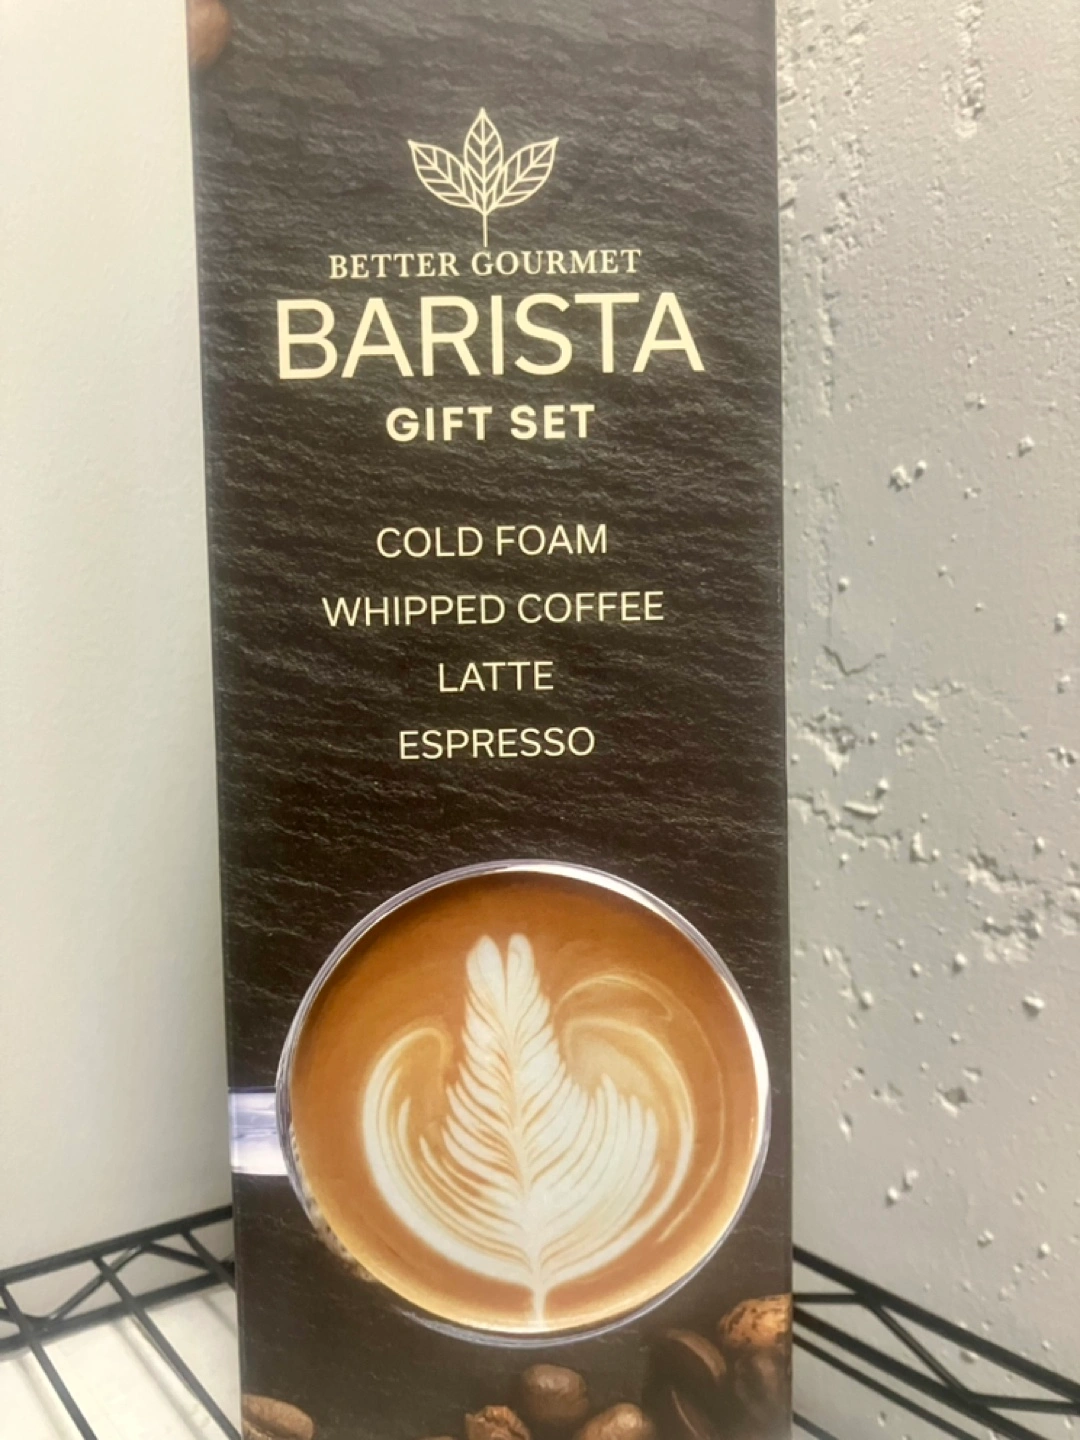 BETTER GOURMET
BARISTA
GIFT SET
COLD FOAM
WHIPPED COFFEE
LATTE
ESPRESSO